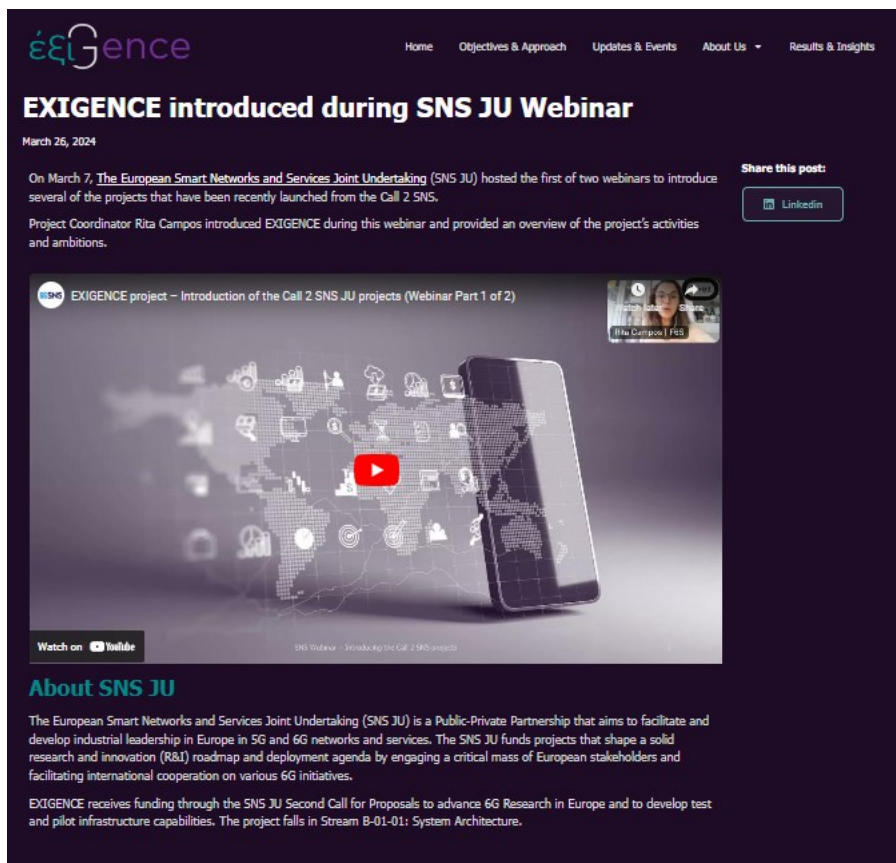 έξιGence
Home Objectives & Approach Updates & Events About Us Results & Insights
EXIGENCE introduced during SNS JU Webinar
March 26, 2024
On March 7, The European Smart Networks and Services Joint Undertaking (SNS JU) hosted the first of two webinars to introduce
several of the projects that have been recently launched from the Call 2 SNS.
Project Coordinator Rita Campos introduced EXIGENCE during this webinar and provided an overview of the project's activities
and ambitions.
Share this post:
Linkedin
6GSNS
EXIGENCE project – Introduction of the Call 2 SNS JU projects (Webinar Part 1 of 2)
Watch later Share
Rita Campos | F6S
Watch on YouTube
SNS Webinar – Introducing the Call 2 SNS projects
About SNS JU
The European Smart Networks and Services Joint Undertaking (SNS JU) is a Public-Private Partnership that aims to facilitate and
develop industrial leadership in Europe in 5G and 6G networks and services. The SNS JU funds projects that shape a solid
research and innovation (R&I) roadmap and deployment agenda by engaging a critical mass of European stakeholders and
facilitating international cooperation on various 6G initiatives.
EXIGENCE receives funding through the SNS JU Second Call for Proposals to advance 6G Research in Europe and to develop test
and pilot infrastructure capabilities. The project falls in Stream B-01-01: System Architecture.